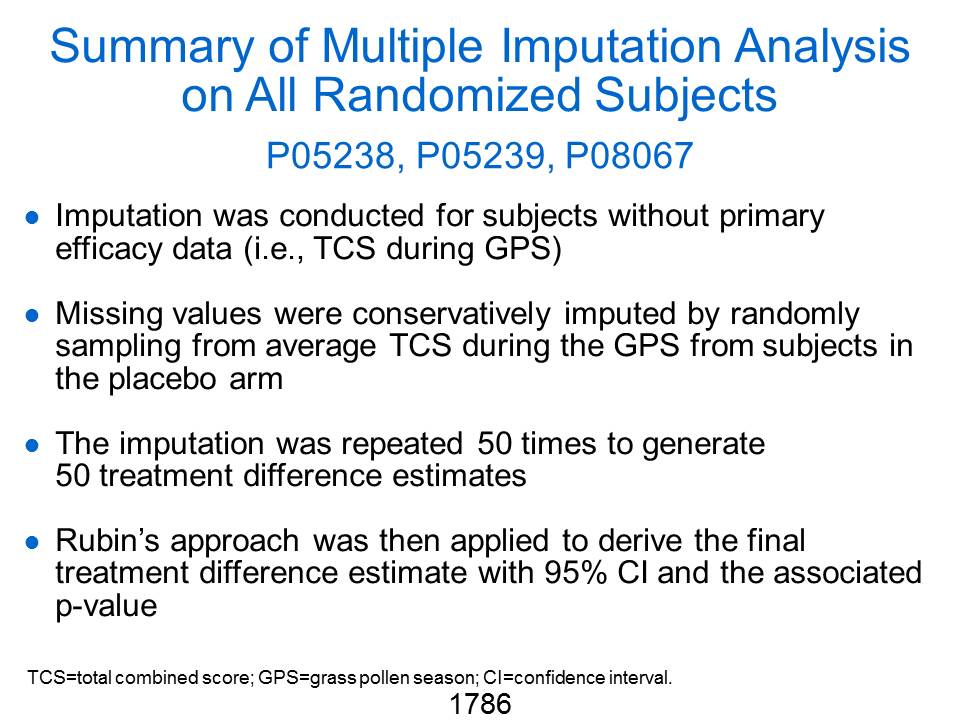 Summary of Multiple Imputation Analysis
on All Randomized Subjects
P05238, P05239, P08067
● Imputation was conducted for subjects without primary
efficacy data (i.e., TCS during GPS)
● Missing values were conservatively imputed by randomly
sampling from average TCS during the GPS from subjects in
the placebo arm
● The imputation was repeated 50 times to generate
50 treatment difference estimates
● Rubin’s approach was then applied to derive the final
treatment difference estimate with 95% CI and the associated
p-value
TCS=total combined score; GPS=grass pollen season; CI=confidence interval.
1786